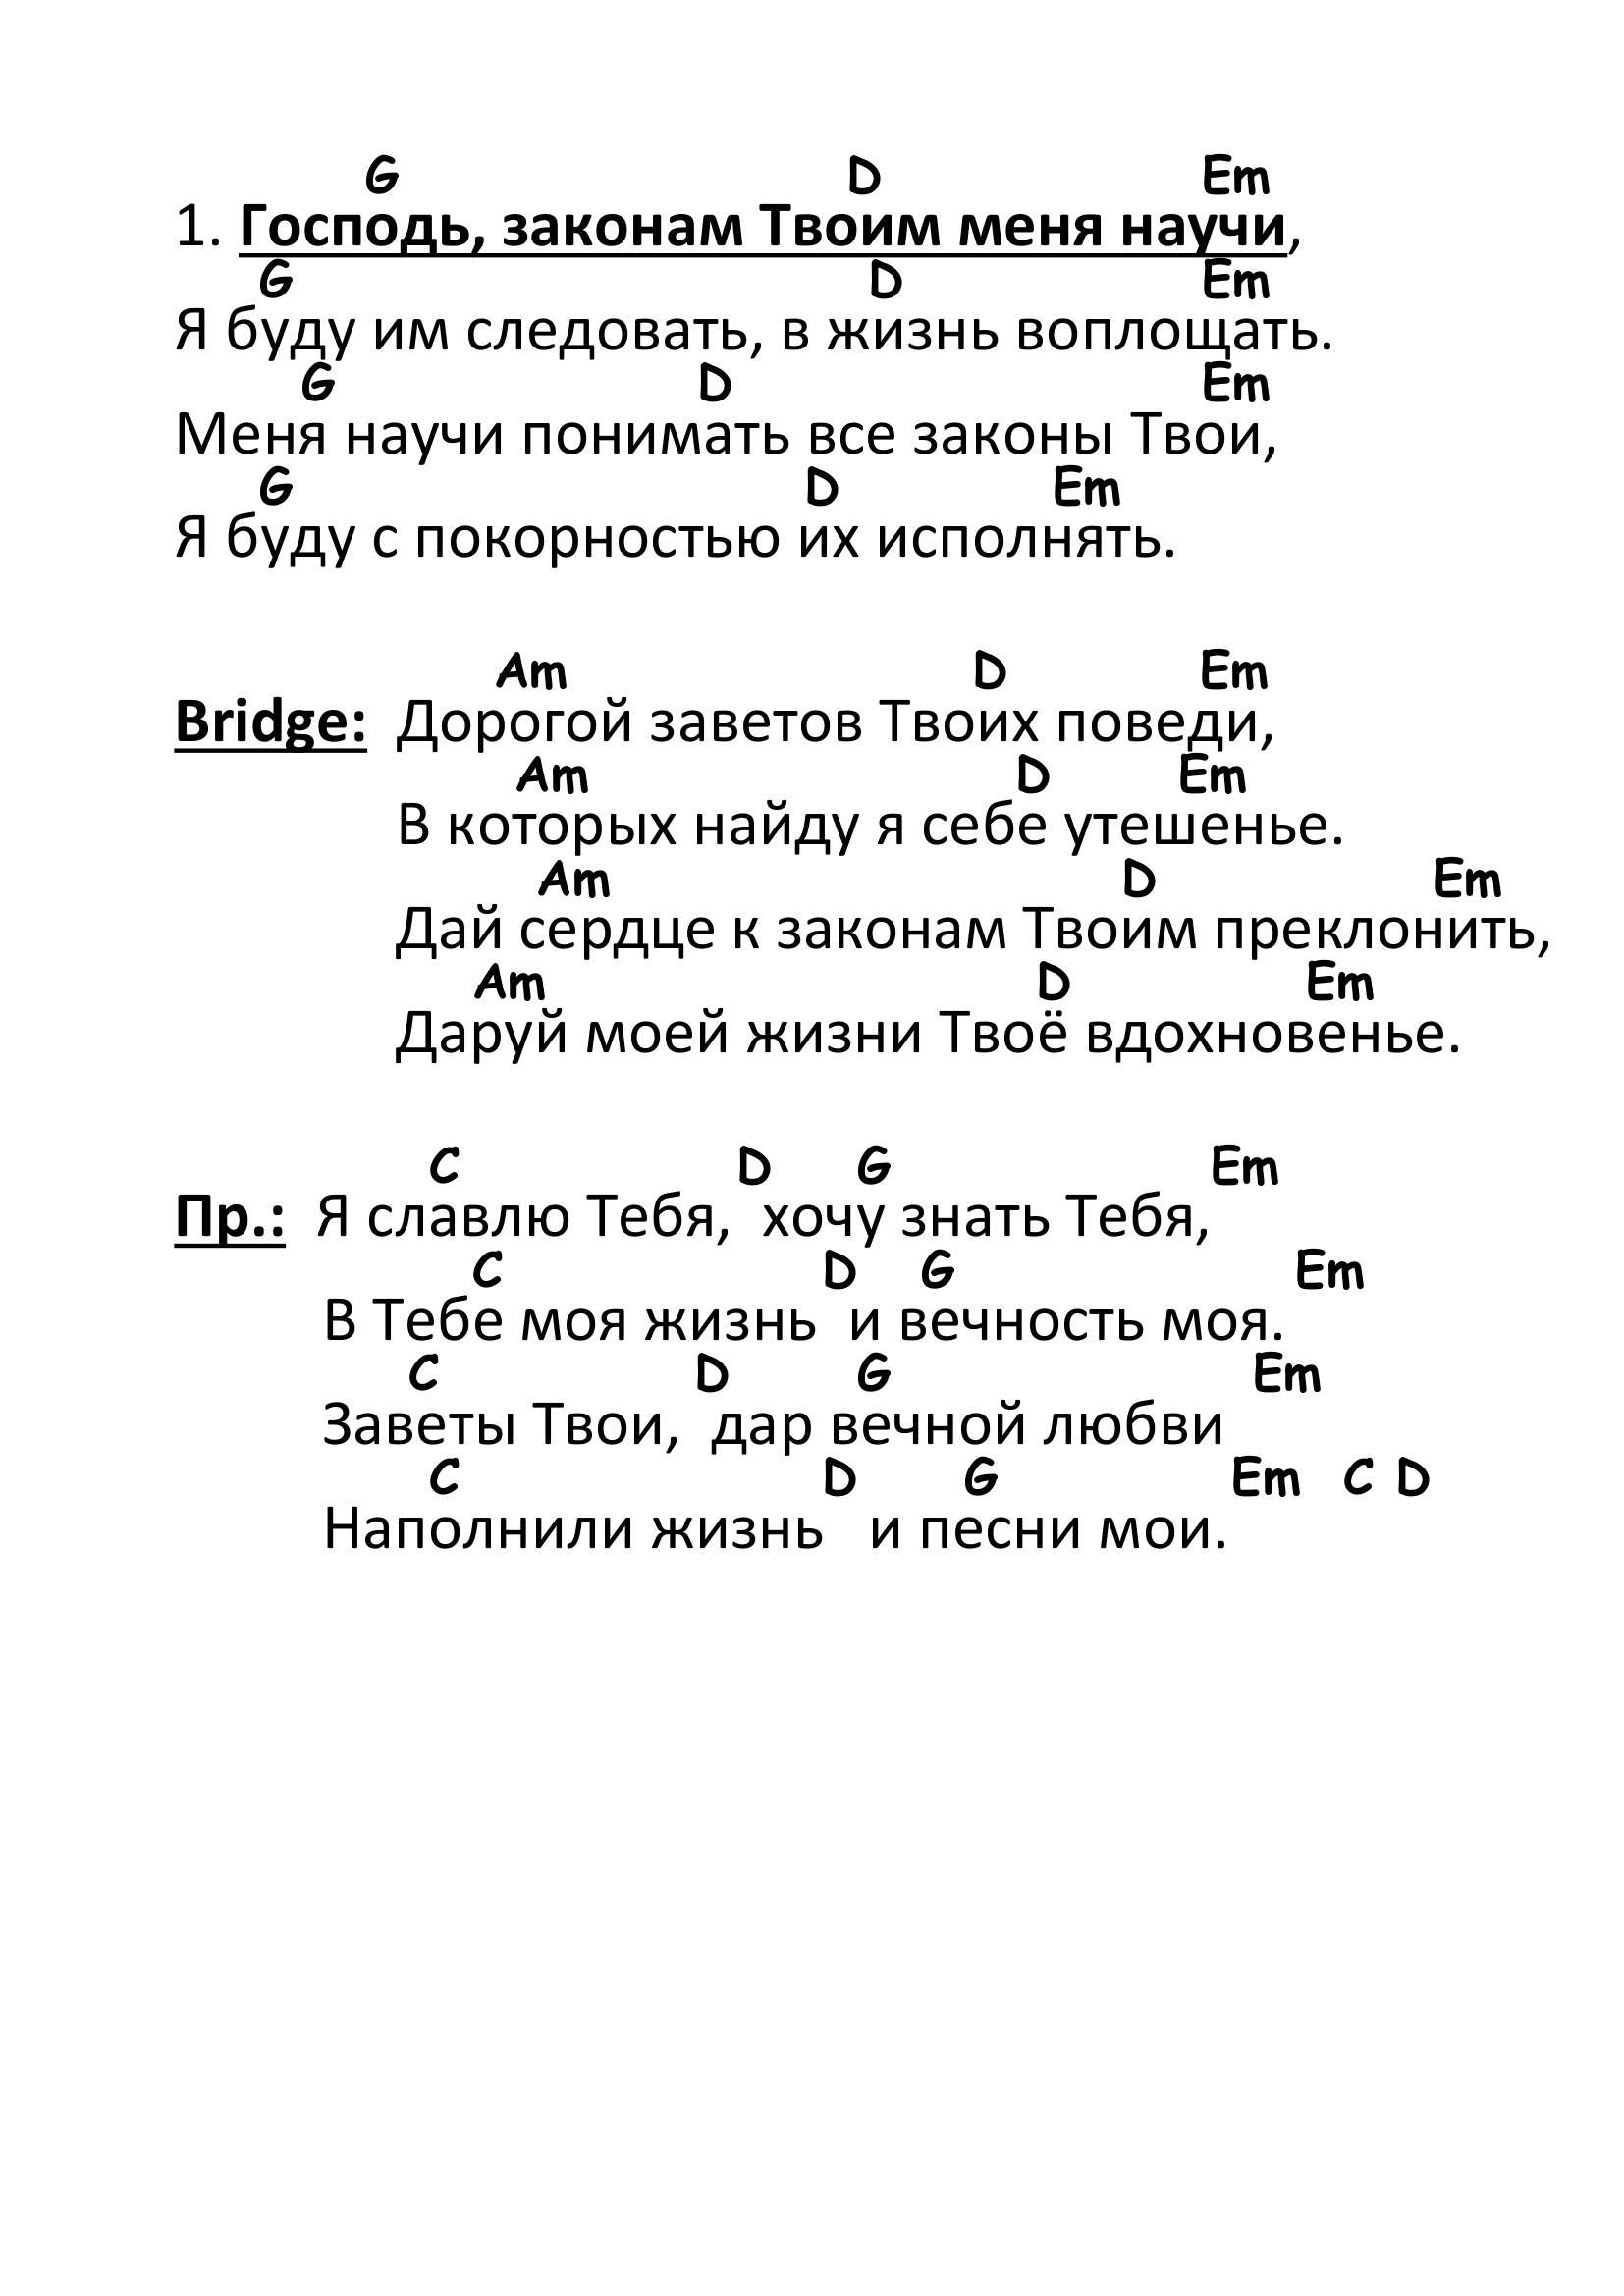 G D Em
1. Господь, законам Твоим меня научи,
G D Em
Я буду им следовать, в жизнь воплощать.
G D Em
Меня научи понимать все законы Твои,
G D Em
Я буду с покорностью их исполнять.
Am D Em
Bridge: Дорогой заветов Твоих поведи,
Am D Em
В которых найду я себе утешенье.
Am D Em
Дай сердце к законам Твоим преклонить,
Am D Em
Даруй моей жизни Твоё вдохновенье.
C D G Em
Пр.: Я славлю Тебя, хочу знать Тебя,
C D G Em
В Тебе моя жизнь и вечность моя.
C D G Em
Заветы Твои, дар вечной любви
C D G Em C D
Наполнили жизнь и песни мои.